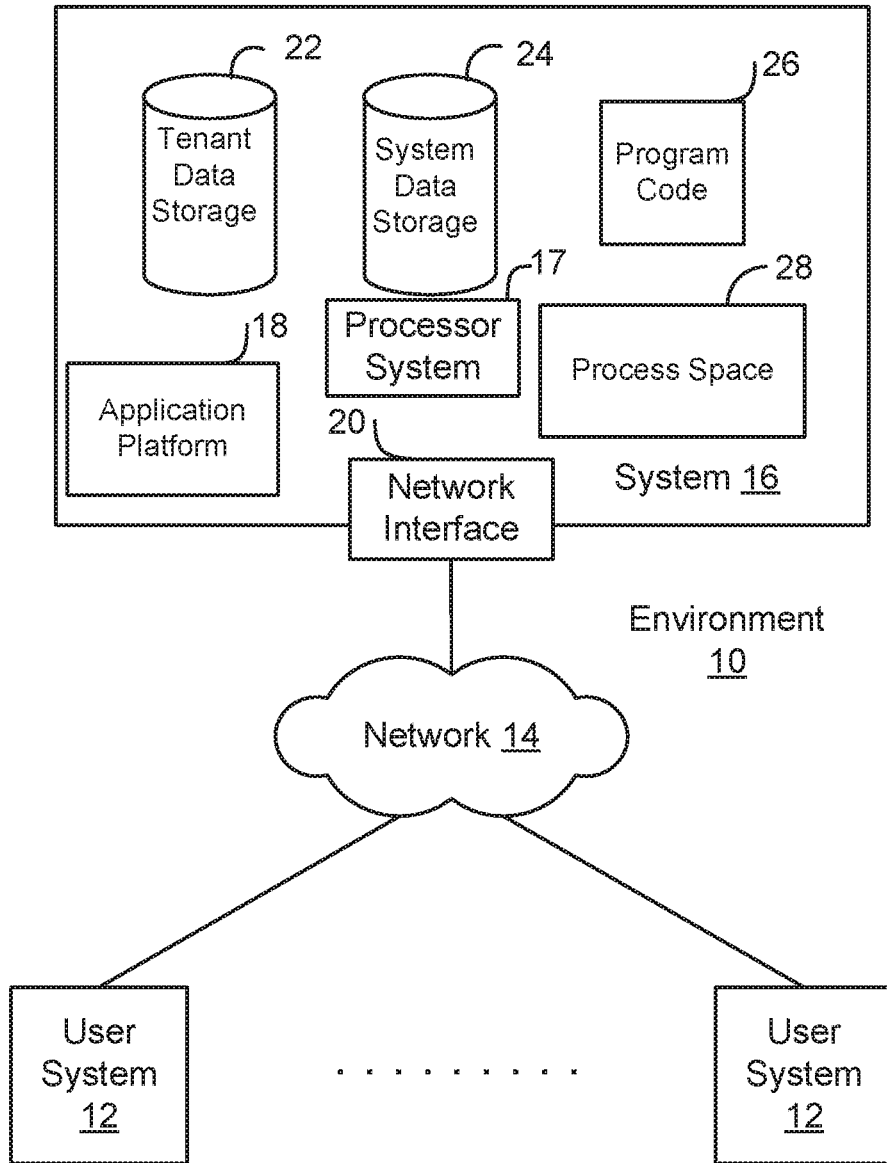 22
24
26
Tenant
Data
Storage
System
Data
Storage
Program
Code
17
28
18
Processor
System
Process Space
Application
Platform
20
Network
Interface
System 16
Environment
10
Network 14
User
System
12
. . . . . . . . .
User
System
12